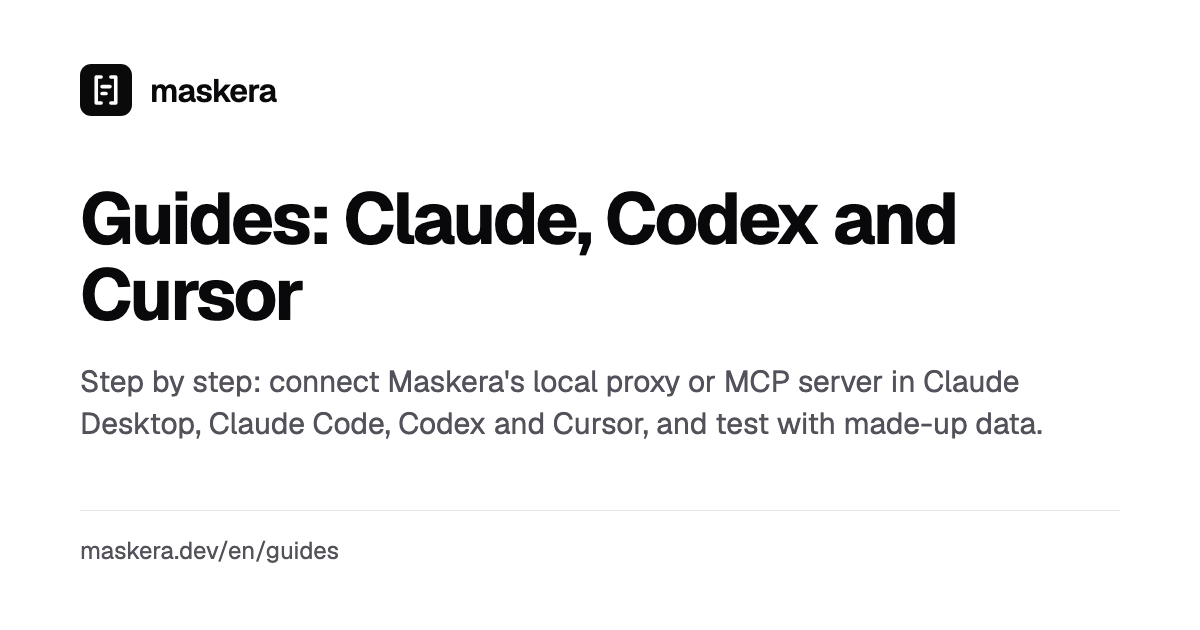 maskera
Guides: Claude, Codex and
Cursor
Step by step: connect Maskera's local proxy or MCP server in Claude
Desktop, Claude Code, Codex and Cursor, and test with made-up data.
maskera.dev/en/guides